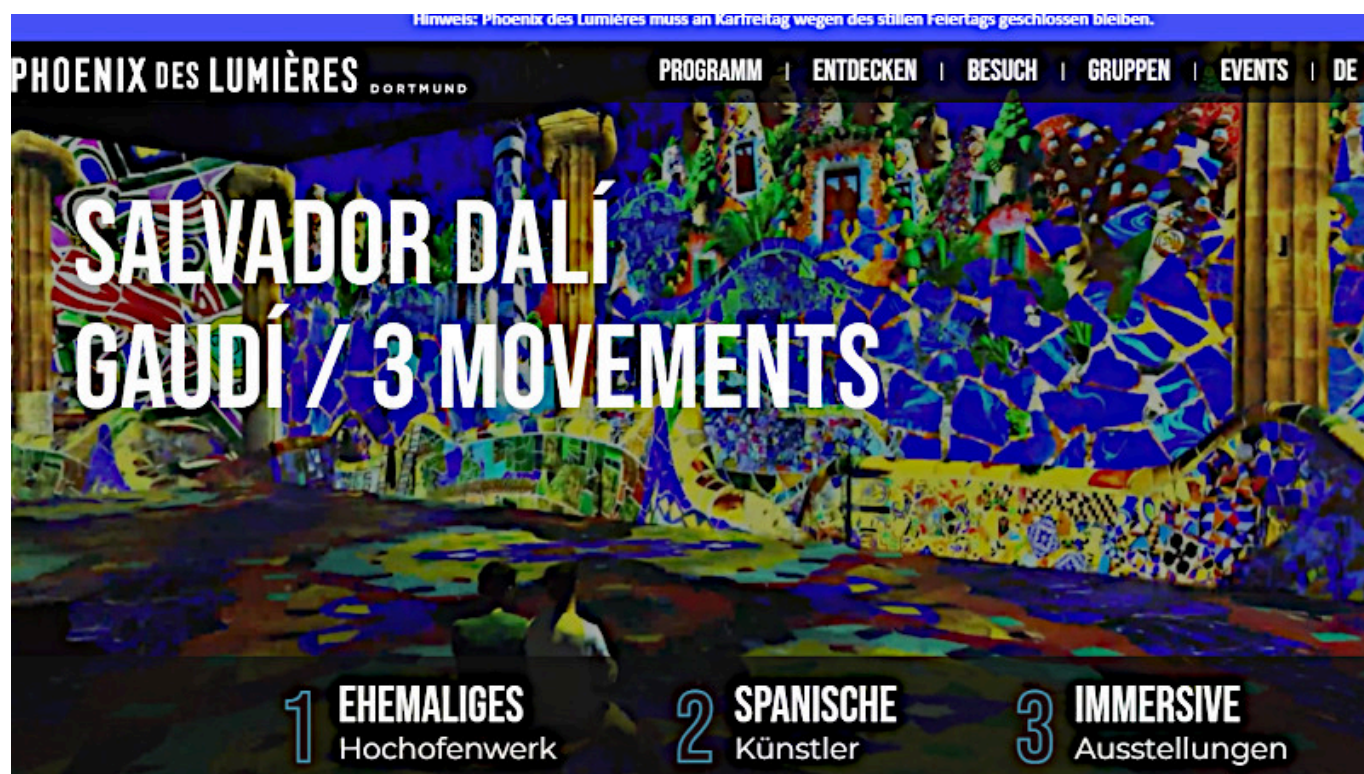 Hinweis: Phoenix des Lumières muss an Karfreitag wegen des stillen Feiertags geschlossen bleiben.
PHOENIX DES LUMIÈRES DORTMUND
PROGRAMM | ENTDECKEN | BESUCH | GRUPPEN | EVENTS | DE
SALVADOR DALÍ
GAUDÍ / 3 MOVEMENTS
1 EHEMALIGES
Hochofenwerk
2 SPANISCHE
Künstler
3 IMMERSIVE
Ausstellungen